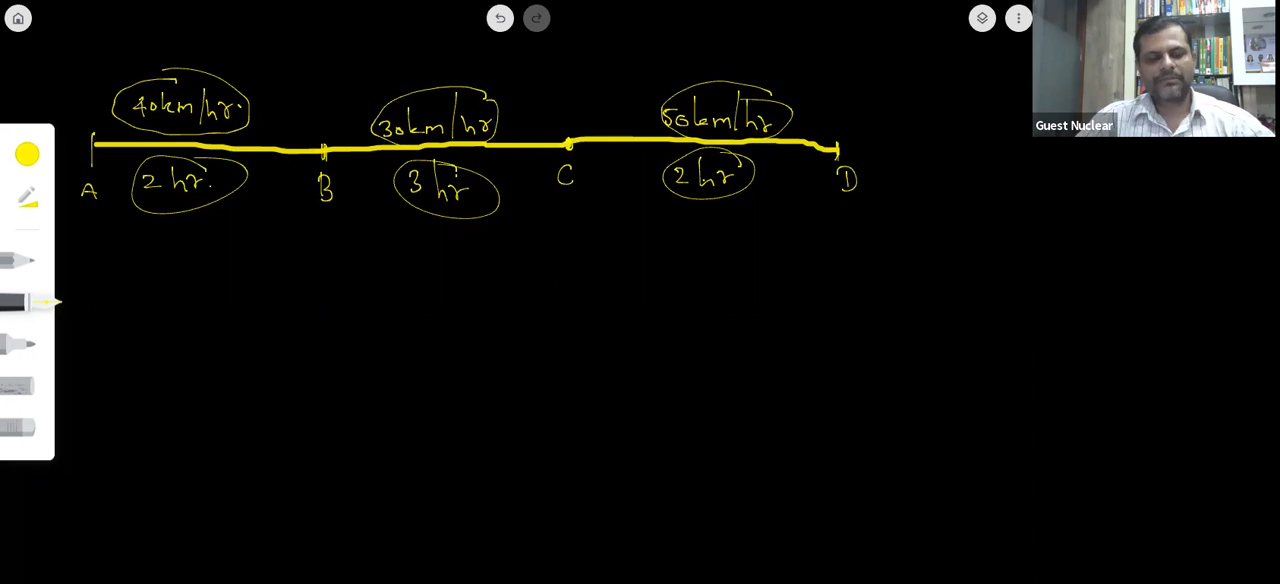 40km/hr.
30km/hr
50km/hr
2 hr.
3 hr
2 hr
A
B
C
D
Guest Nuclear